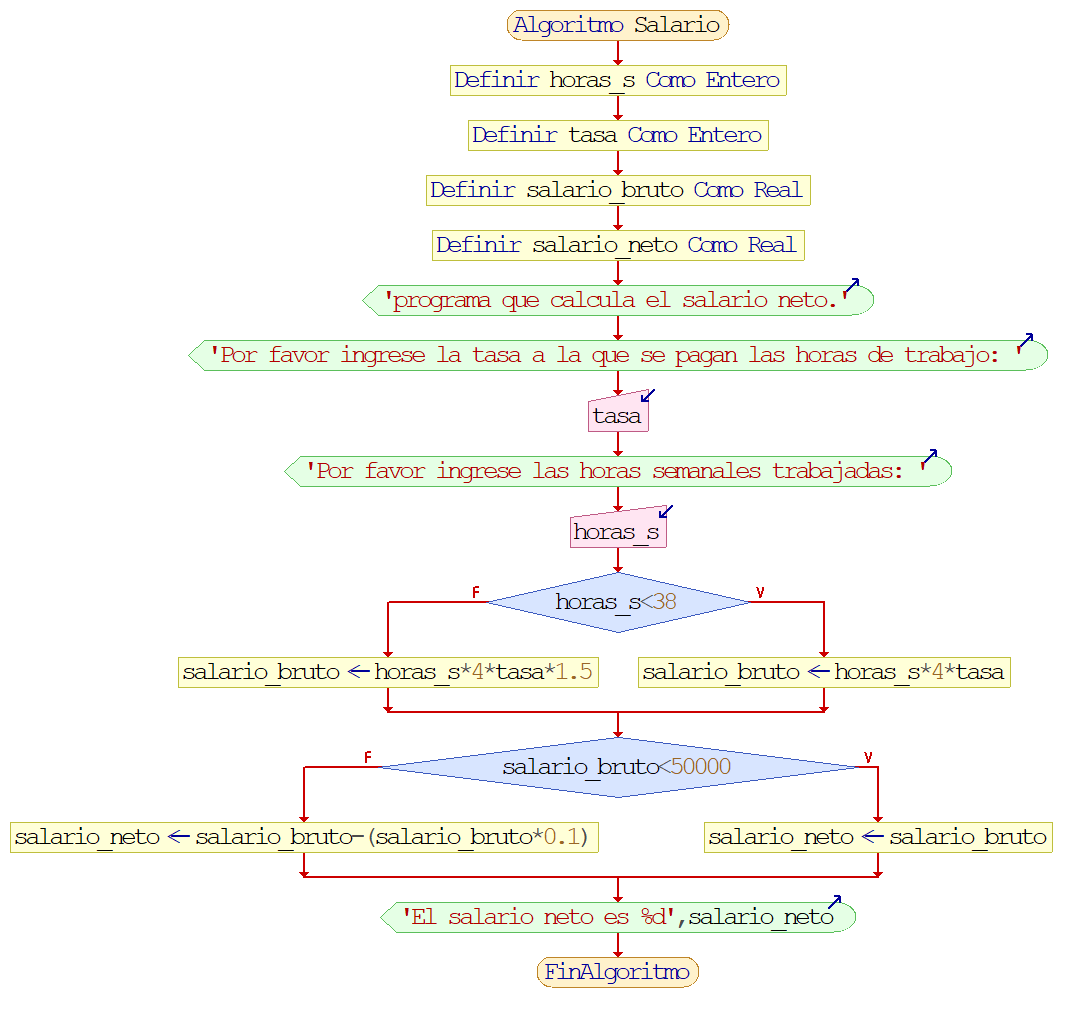 Algoritmo Salario
Definir horas_s Como Entero
Definir tasa Como Entero
Definir salario_bruto Como Real
Definir salario_neto Como Real
'programa que calcula el salario neto.'
'Por favor ingrese la tasa a la que se pagan las horas de trabajo: '
tasa
'Por favor ingrese las horas semanales trabajadas: '
horas_s
F
horas_s<38
V
salario_bruto←horas_s*4*tasa*1.5
salario_bruto←horas_s*4*tasa
F
salario_bruto<50000
V
salario_neto←salario_bruto-(salario_bruto*0.1)
salario_neto←salario_bruto
'El salario neto es %d',salario_neto
FinAlgoritmo